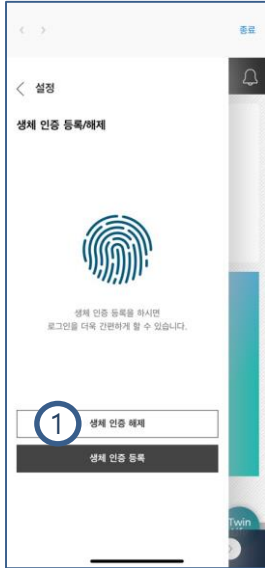 종료
설정
생체 인증 등록/해제
생체 인증 등록을 하시면
로그인을 더욱 간편하게 할 수 있습니다.
1
생체 인증 해제
생체 인증 등록
Twin